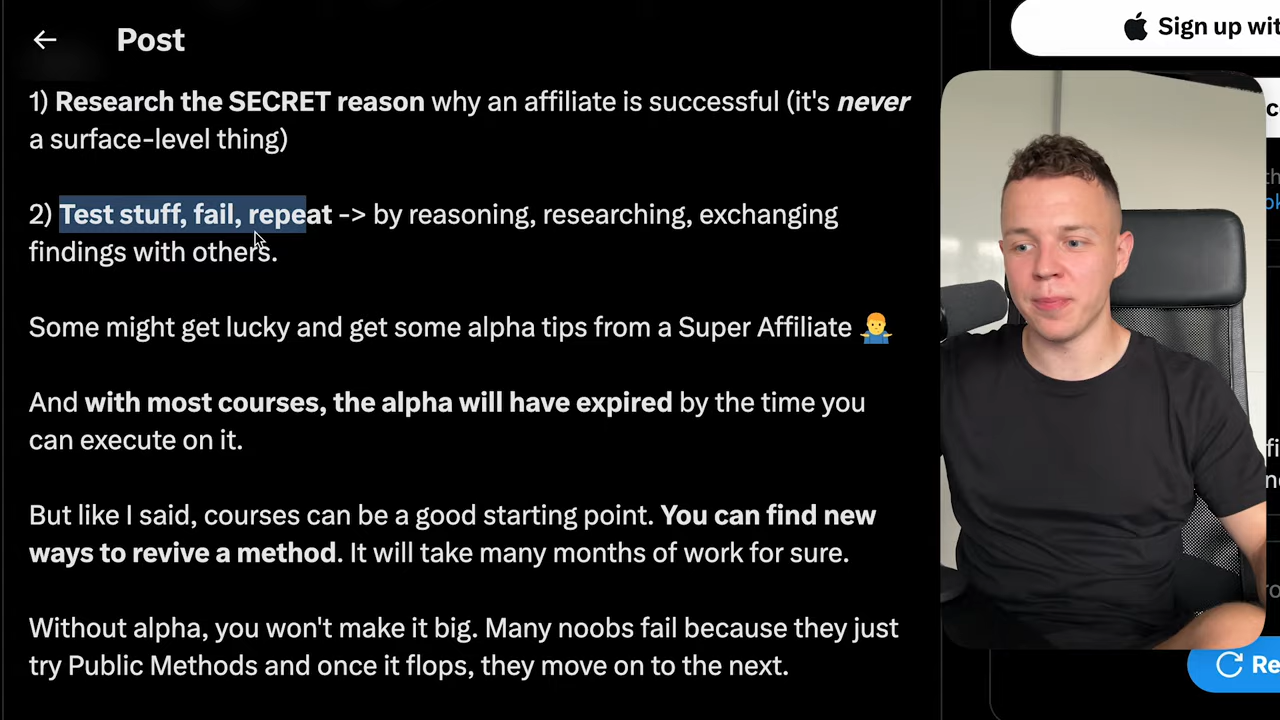 Post
Sign up wit
1) Research the SECRET reason why an affiliate is successful (it's never
a surface-level thing)
2) Test stuff, fail, repeat -> by reasoning, researching, exchanging
findings with others.
Some might get lucky and get some alpha tips from a Super Affiliate
And with most courses, the alpha will have expired by the time you
can execute on it.
But like I said, courses can be a good starting point. You can find new
ways to revive a method. It will take many months of work for sure.
Without alpha, you won't make it big. Many noobs fail because they just
try Public Methods and once it flops, they move on to the next.
Re